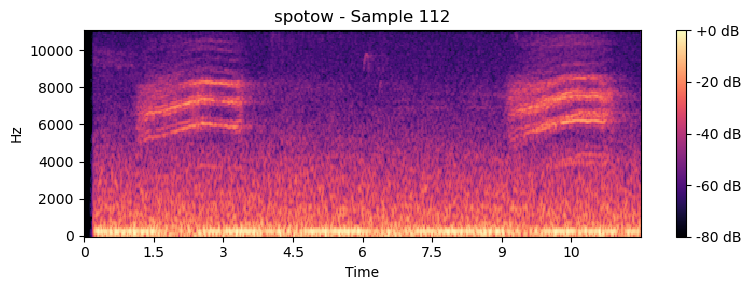 spotow - Sample 112
Hz
10000
8000
6000
4000
2000
0
0 1.5 3 4.5 6 7.5 9 10
Time
+0 dB
-20 dB
-40 dB
-60 dB
-80 dB